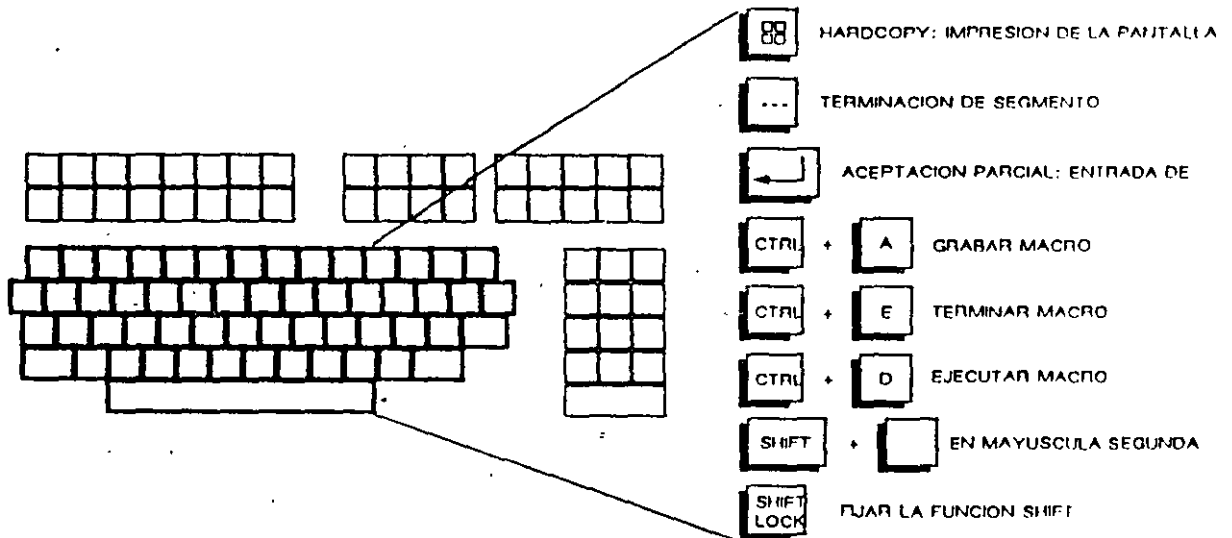 HARDCOPY: IMPRESION DE LA PANTALLA
--- TERMINACION DE SEGMENTO
ACEPTACION PARCIAL: ENTRADA DE
CTRL + A GRABAR MACRO
CTRL + E TERMINAR MACRO
CTRL + D EJECUTAR MACRO
SHIFT + EN MAYUSCULA SEGUNDA
SHIFT
LOCK FIJAR LA FUNCION SHIFT